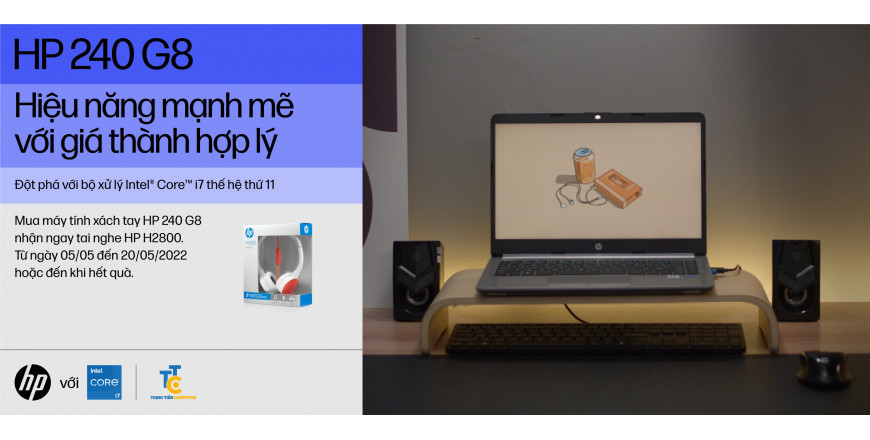 HP 240 G8
Hiệu năng mạnh mẽ
với giá thành hợp lý
Đột phá với bộ xử lý Intel® Core™ i7 thế hệ thứ 11
Mua máy tính xách tay HP 240 G8
nhận ngay tai nghe HP H2800.
Từ ngày 05/05 đến 20/05/2022
hoặc đến khi hết quà.
hp với intel CORE i7
TTC
THỊNH TIẾN COMPUTER